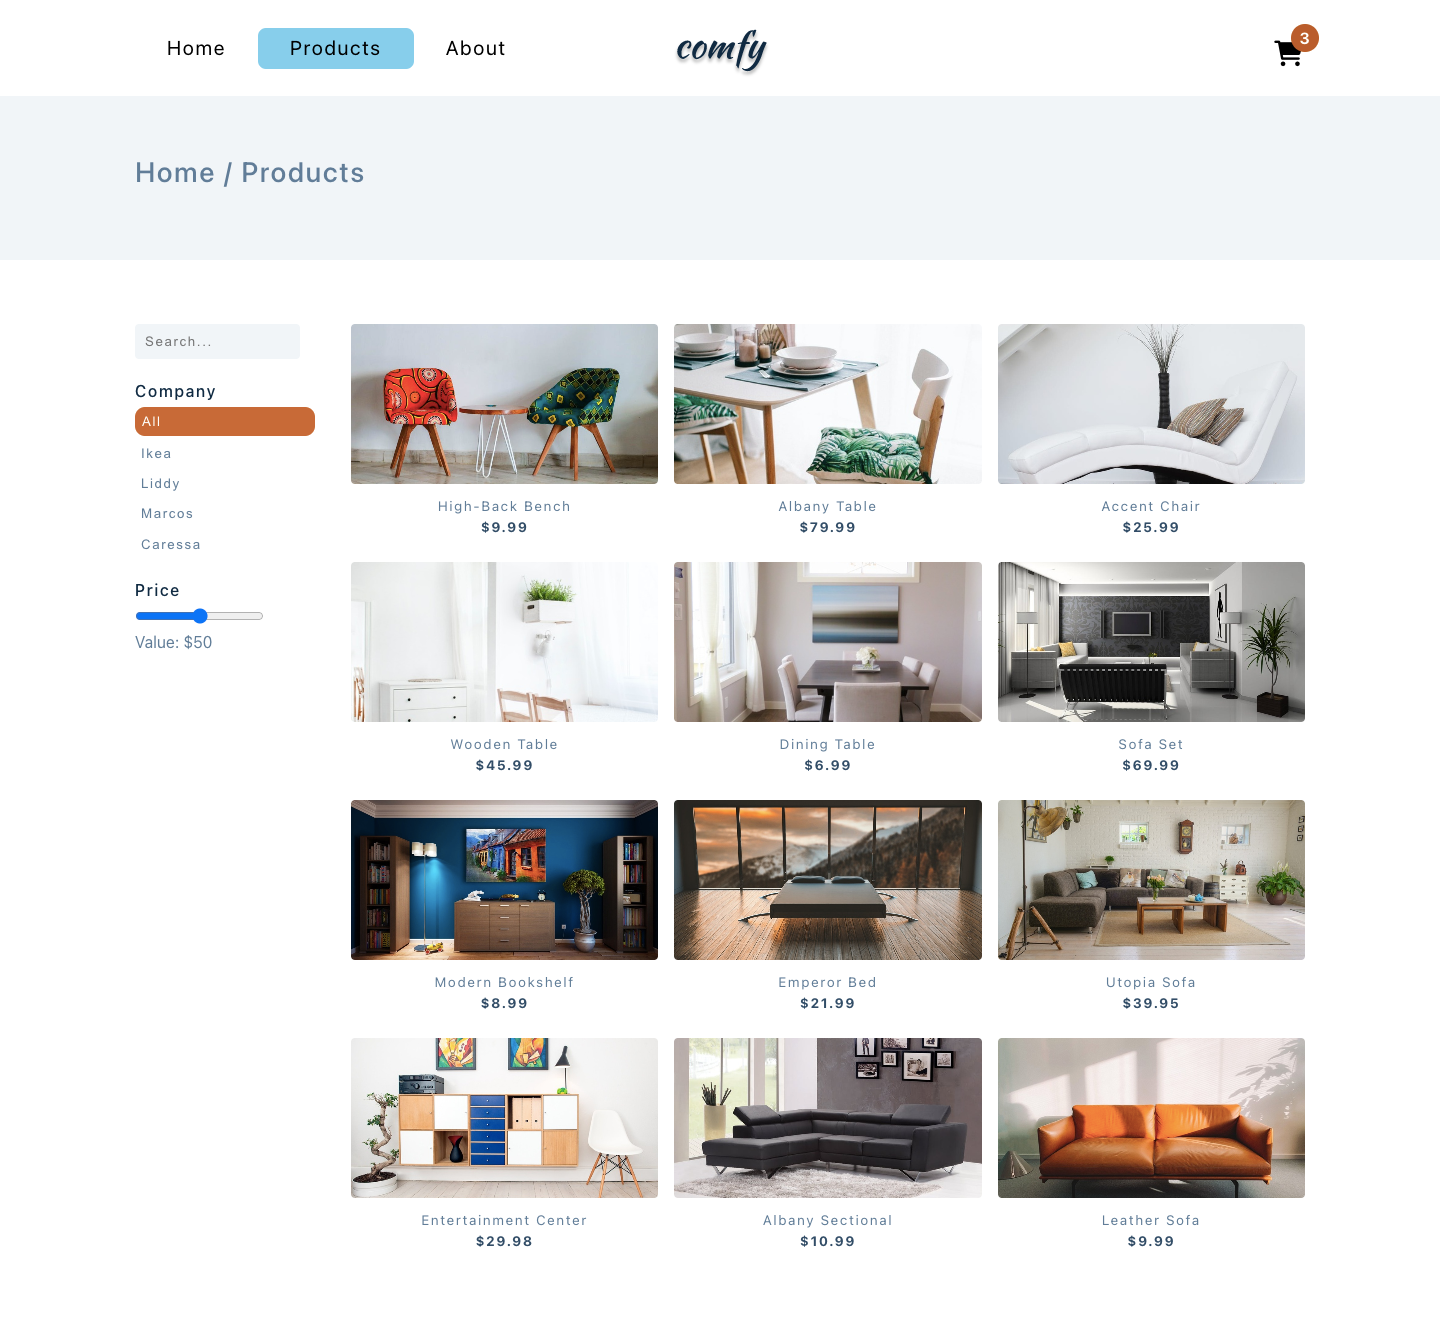 Home
Products
About
comfy
3
Home / Products
Search...
Company
All
Ikea
Liddy
Marcos
Caressa
Price
Value: $50
High-Back Bench
$9.99
Albany Table
$79.99
Accent Chair
$25.99
Wooden Table
$45.99
Dining Table
$6.99
Sofa Set
$69.99
Modern Bookshelf
$8.99
Emperor Bed
$21.99
Utopia Sofa
$39.95
Entertainment Center
$29.98
Albany Sectional
$10.99
Leather Sofa
$9.99